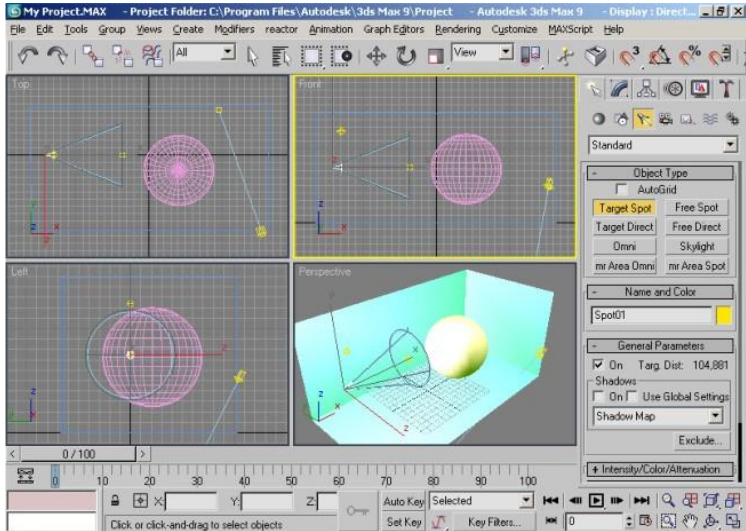 My Project.MAX - Project Folder: C:\Program Files\Autodesk\3ds Max 9\Project - Autodesk 3ds Max 9 - Display : Direct...
File Edit Tools Group Views Create Modifiers reactor Animation Graph Editors Rendering Customize MAXScript Help
All View 3
Top Front
Standard
- Object Type
AutoGrid
Target Spot Free Spot
Target Direct Free Direct
Omni Skylight
mr Area Omni mr Area Spot
Left Perspective
- Name and Color
Spot01
- General Parameters
On Targ. Dist: 104,881
Shadows
On Use Global Settings
Shadow Map
Exclude...
+ Intensity/Color/Attenuation
< 0 / 100 >
0 10 20 30 40 50 60 70 80 90 100
X: Y: Z: Auto Key Selected
Click or click-and-drag to select objects Set Key Key Filters... 0